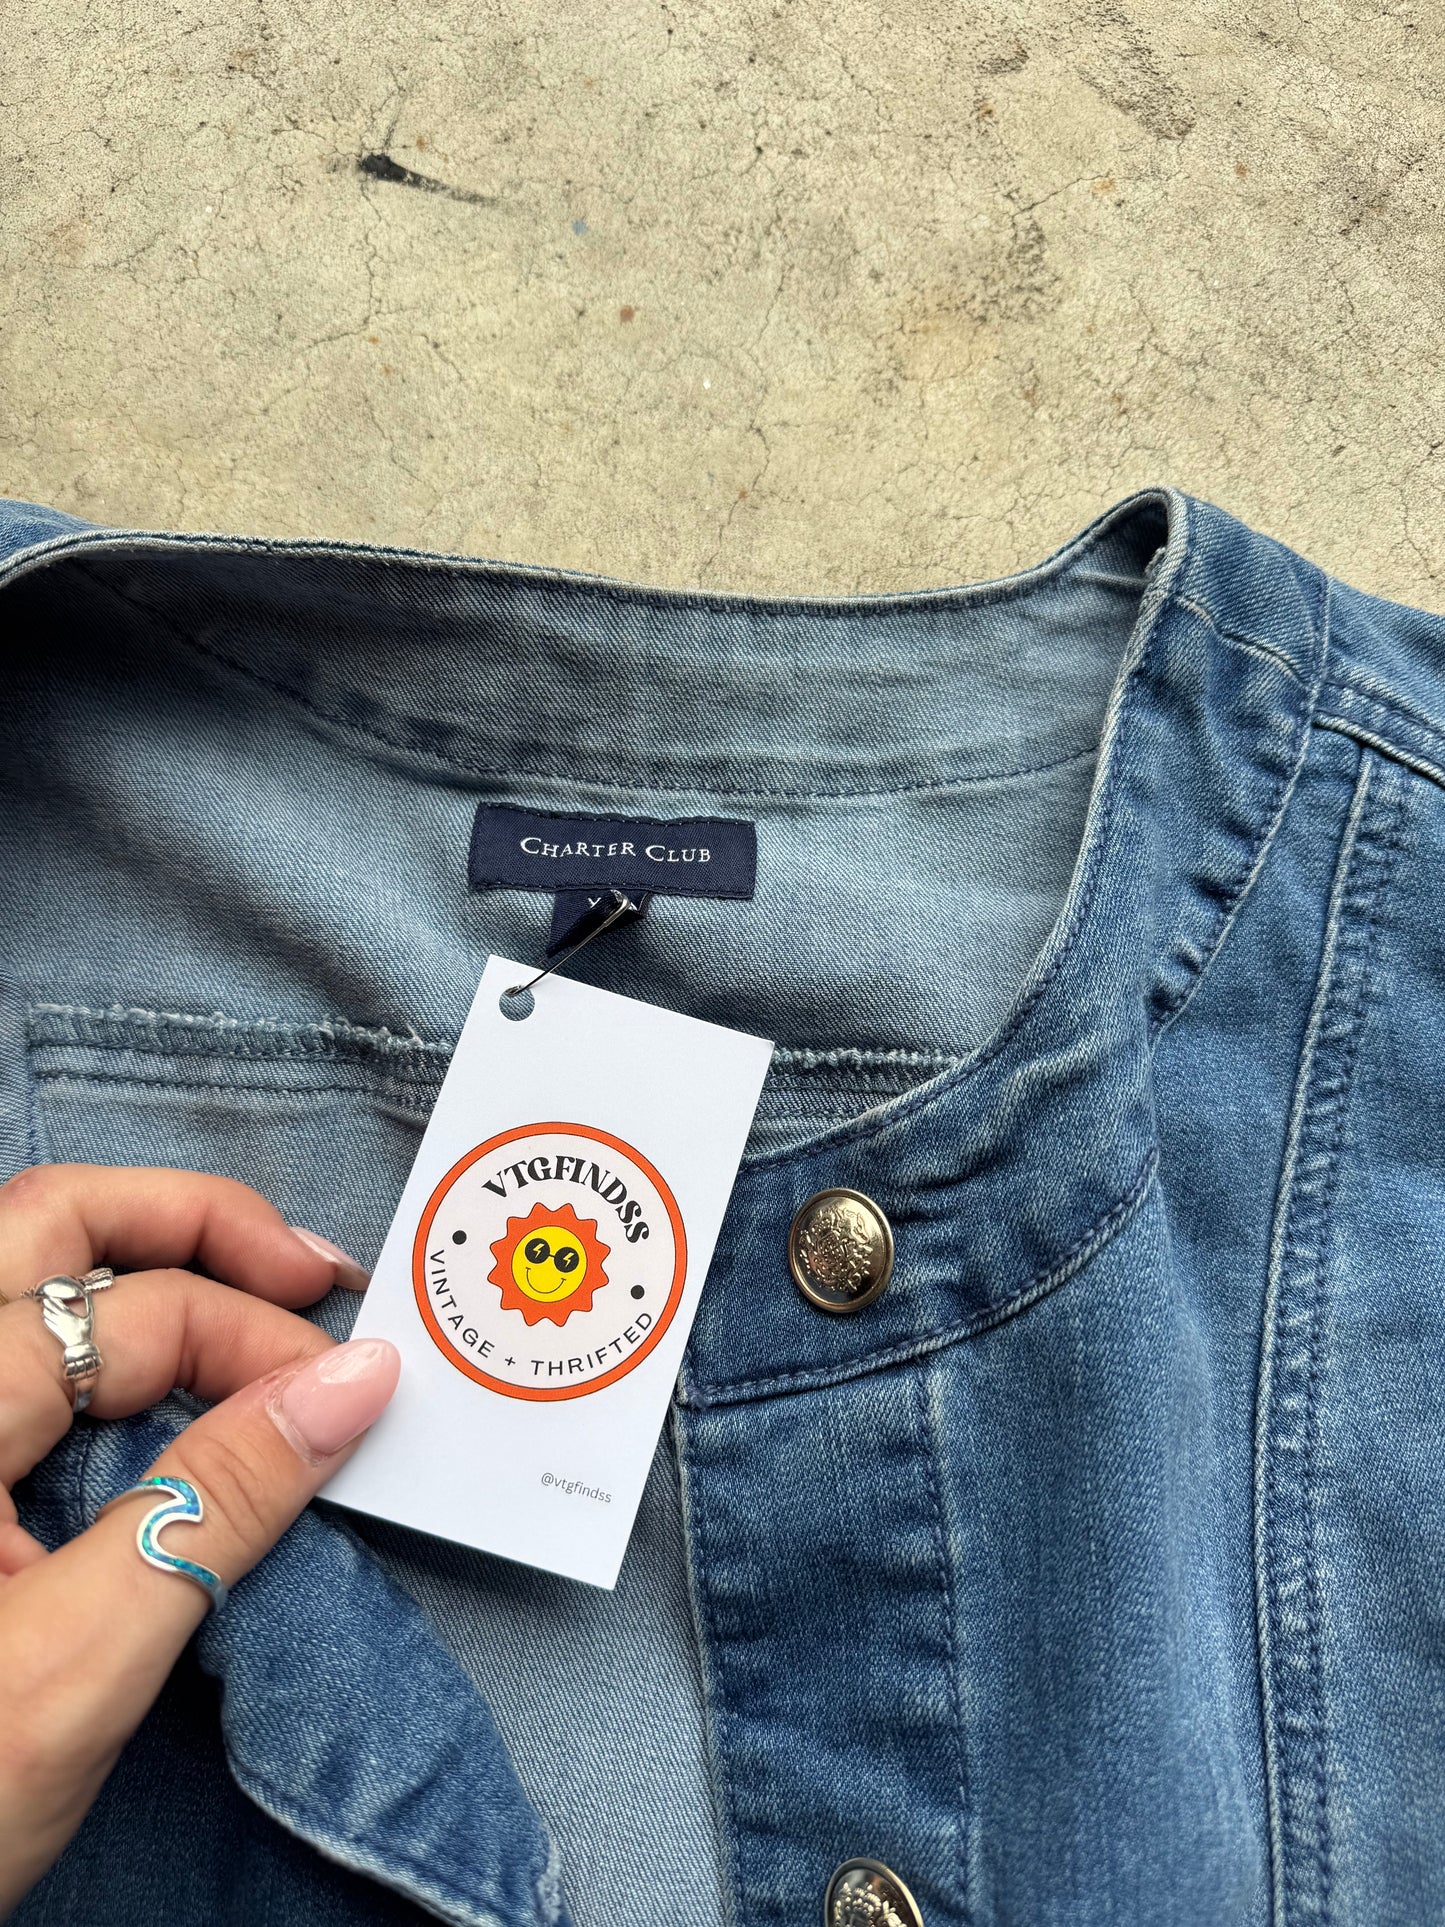 CHARTER CLUB
VTGFINDSS
VINTAGE + THRIFTED
@vtgfindss